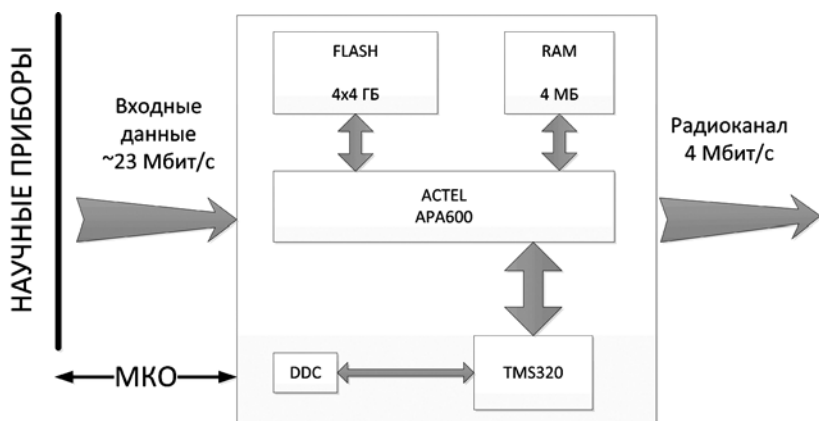 НАУЧНЫЕ ПРИБОРЫ
Входные
данные
~23 Мбит/с
FLASH
4x4 ГБ
RAM
4 МБ
Радиоканал
4 Мбит/с
ACTEL
APA600
МКО
DDC
TMS320